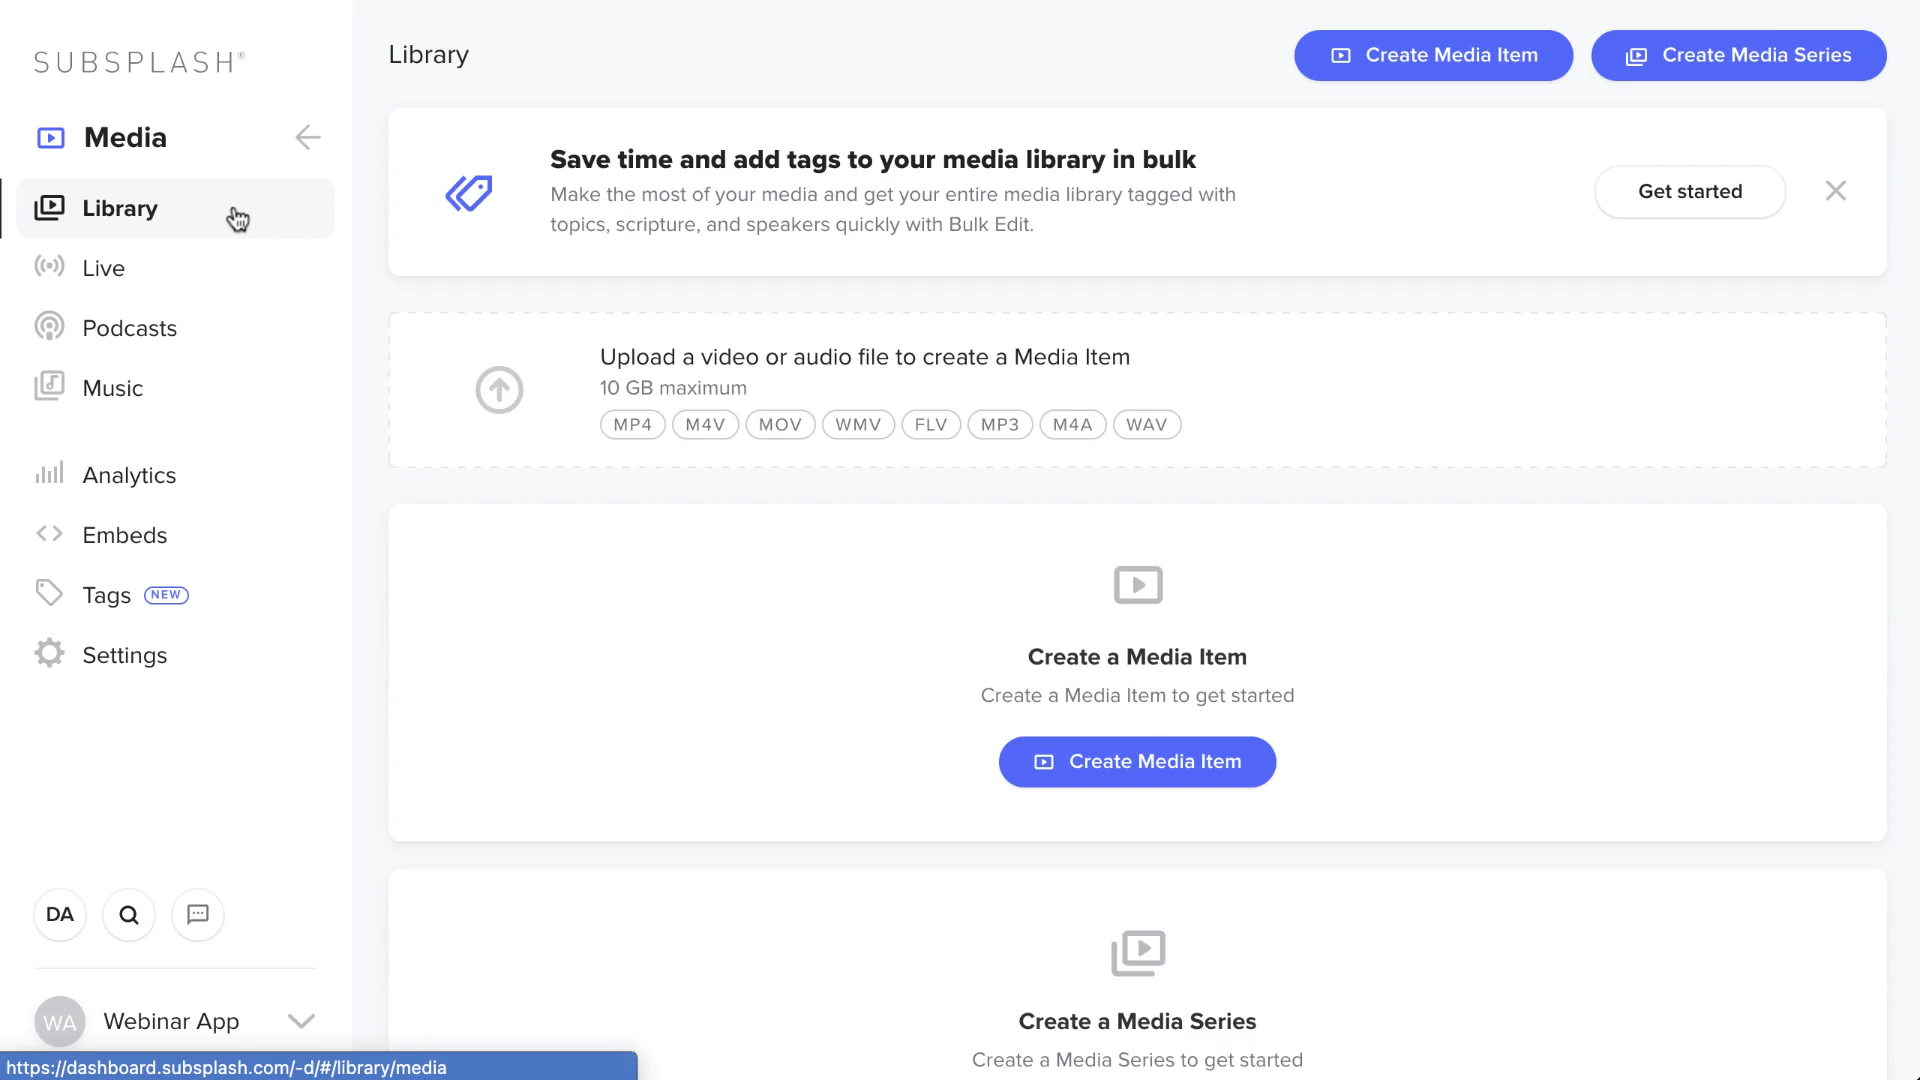 SUBSPLASH®
Media
Library
Live
Podcasts
Music
Analytics
Embeds
Tags NEW
Settings
DA
WA Webinar App
https://dashboard.subsplash.com/-d/#/library/media
Library
Create Media Item
Create Media Series
Save time and add tags to your media library in bulk
Make the most of your media and get your entire media library tagged with
topics, scripture, and speakers quickly with Bulk Edit.
Get started
Upload a video or audio file to create a Media Item
10 GB maximum
MP4 M4V MOV WMV FLV MP3 M4A WAV
Create a Media Item
Create a Media Item to get started
Create Media Item
Create a Media Series
Create a Media Series to get started